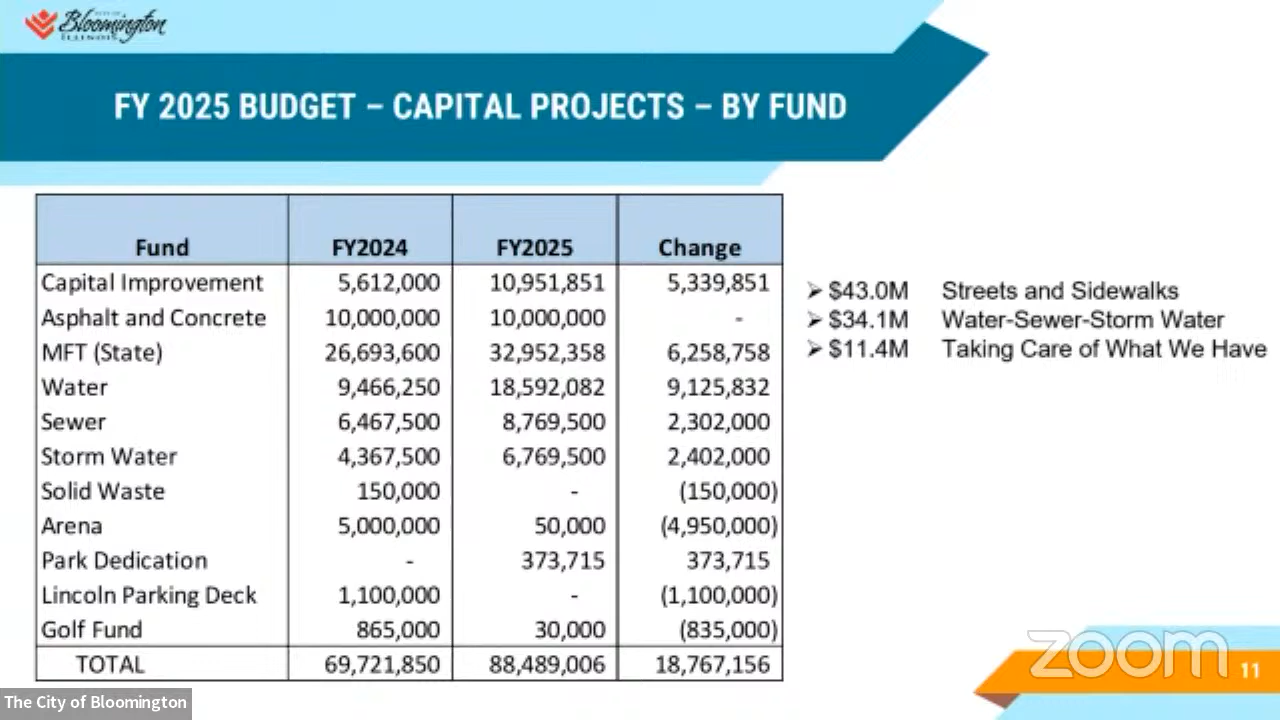 Bloomington
ILLINOIS
FY 2025 BUDGET – CAPITAL PROJECTS – BY FUND
Fund FY2024 FY2025 Change
Capital Improvement 5,612,000 10,951,851 5,339,851
Asphalt and Concrete 10,000,000 10,000,000 -
MFT (State) 26,693,600 32,952,358 6,258,758
Water 9,466,250 18,592,082 9,125,832
Sewer 6,467,500 8,769,500 2,302,000
Storm Water 4,367,500 6,769,500 2,402,000
Solid Waste 150,000 - (150,000)
Arena 5,000,000 50,000 (4,950,000)
Park Dedication - 373,715 373,715
Lincoln Parking Deck 1,100,000 - (1,100,000)
Golf Fund 865,000 30,000 (835,000)
TOTAL 69,721,850 88,489,006 18,767,156
➢ $43.0M Streets and Sidewalks
➢ $34.1M Water-Sewer-Storm Water
➢ $11.4M Taking Care of What We Have
zoom
11
The City of Bloomington